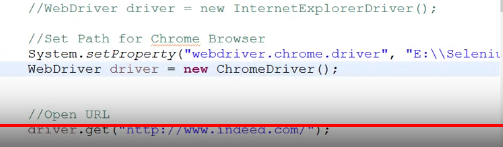 //WebDriver driver = new InternetExplorerDriver();
//Set Path for Chrome Browser
System.setProperty("webdriver.chrome.driver", "E:\\Seleniu
WebDriver driver = new ChromeDriver();
//Open URL
driver.get("http://www.indeed.com/");